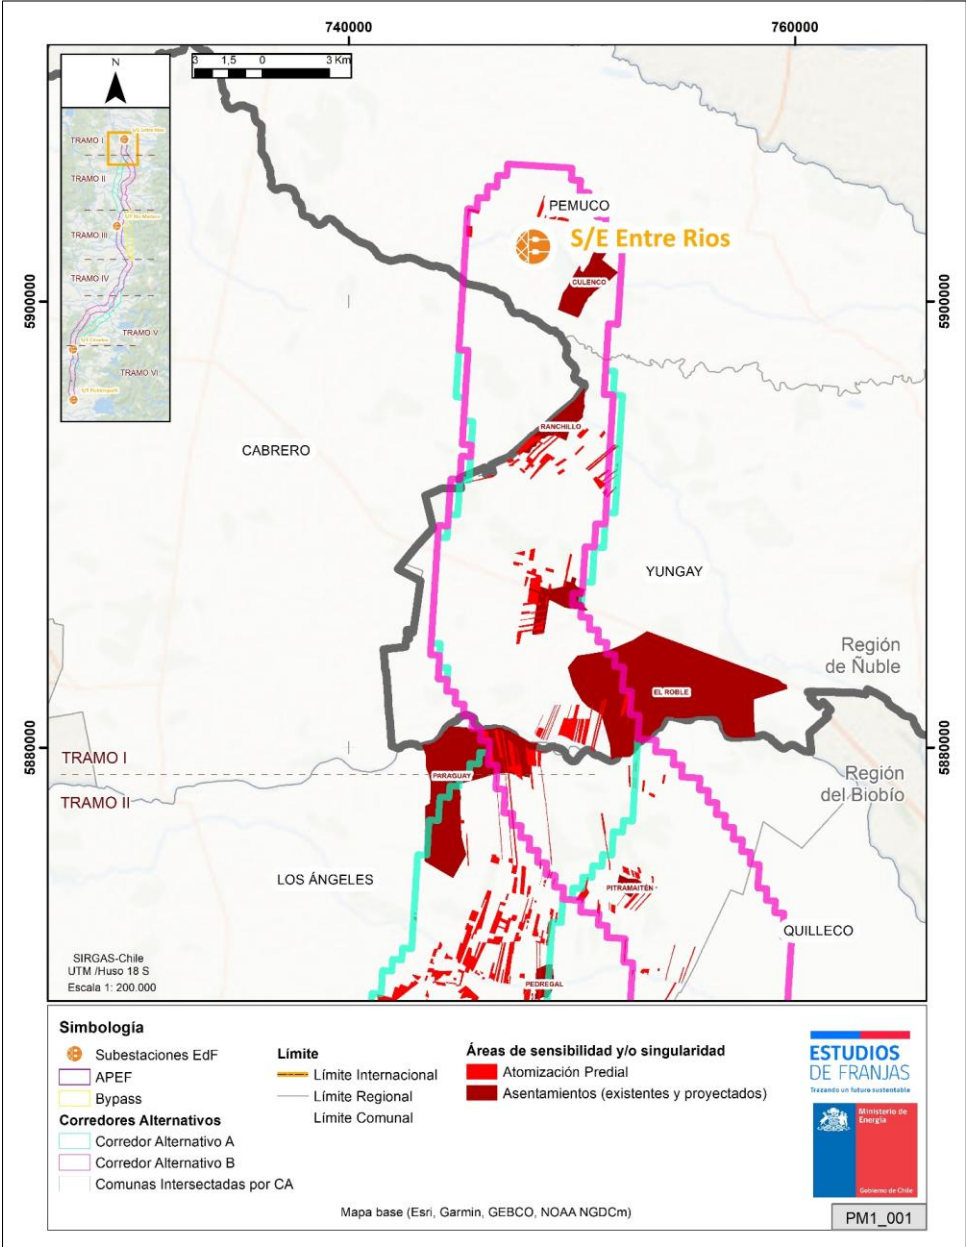 740000
760000
3 1,5 0 3 Km
N
TRAMO I
TRAMO II
TRAMO III
TRAMO IV
TRAMO V
TRAMO VI
PEMUCO
S/E Entre Rios
CULENCO
5900000
5900000
RANCHILLO
CABRERO
YUNGAY
Región
de Ñuble
EL ROBLE
5880000
5880000
TRAMO I
PARAGUAY
Región
del Biobío
TRAMO II
LOS ÁNGELES
PITRAMAITÉN
QUILLECO
PEDREGAL
SIRGAS-Chile
UTM /Huso 18 S
Escala 1: 200.000
Simbología
Subestaciones EdF
APEF
Bypass
Corredores Alternativos
Corredor Alternativo A
Corredor Alternativo B
Comunas Intersectadas por CA
Límite
Límite Internacional
Límite Regional
Límite Comunal
Áreas de sensibilidad y/o singularidad
Atomización Predial
Asentamientos (existentes y proyectados)
ESTUDIOS
DE FRANJAS
Trazando un futuro sustentable
Ministerio de
Energía
Gobierno de Chile
Mapa base (Esri, Garmin, GEBCO, NOAA NGDCm)
PM1_001